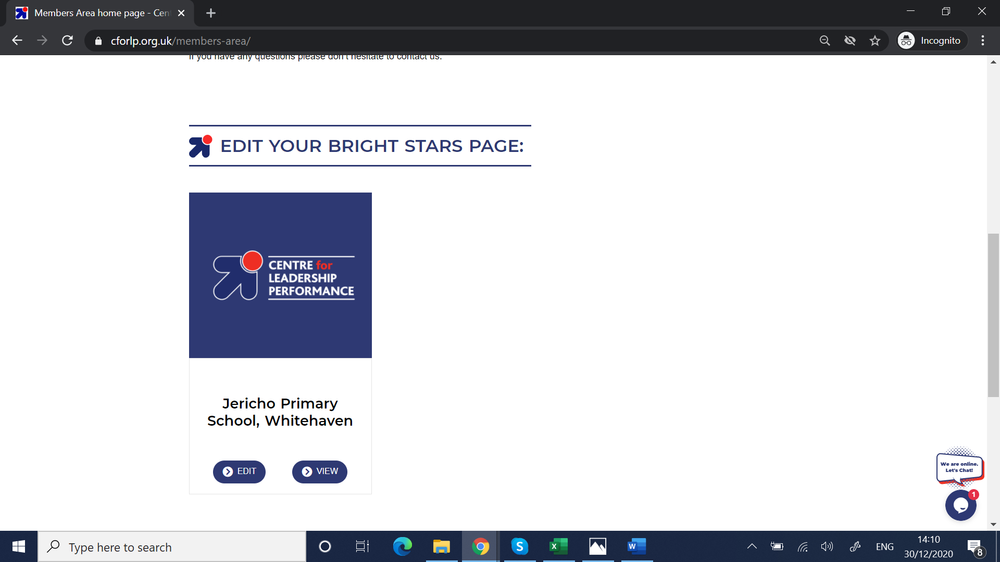 Members Area home page - Cen
cforlp.org.uk/members-area/
Incognito
If you have any questions please don't hesitate to contact us.
EDIT YOUR BRIGHT STARS PAGE:
CENTRE for
LEADERSHIP
PERFORMANCE
Jericho Primary
School, Whitehaven
EDIT
VIEW
We are online.
Let's Chat!
1
Type here to search
ENG
14:10
30/12/2020
8